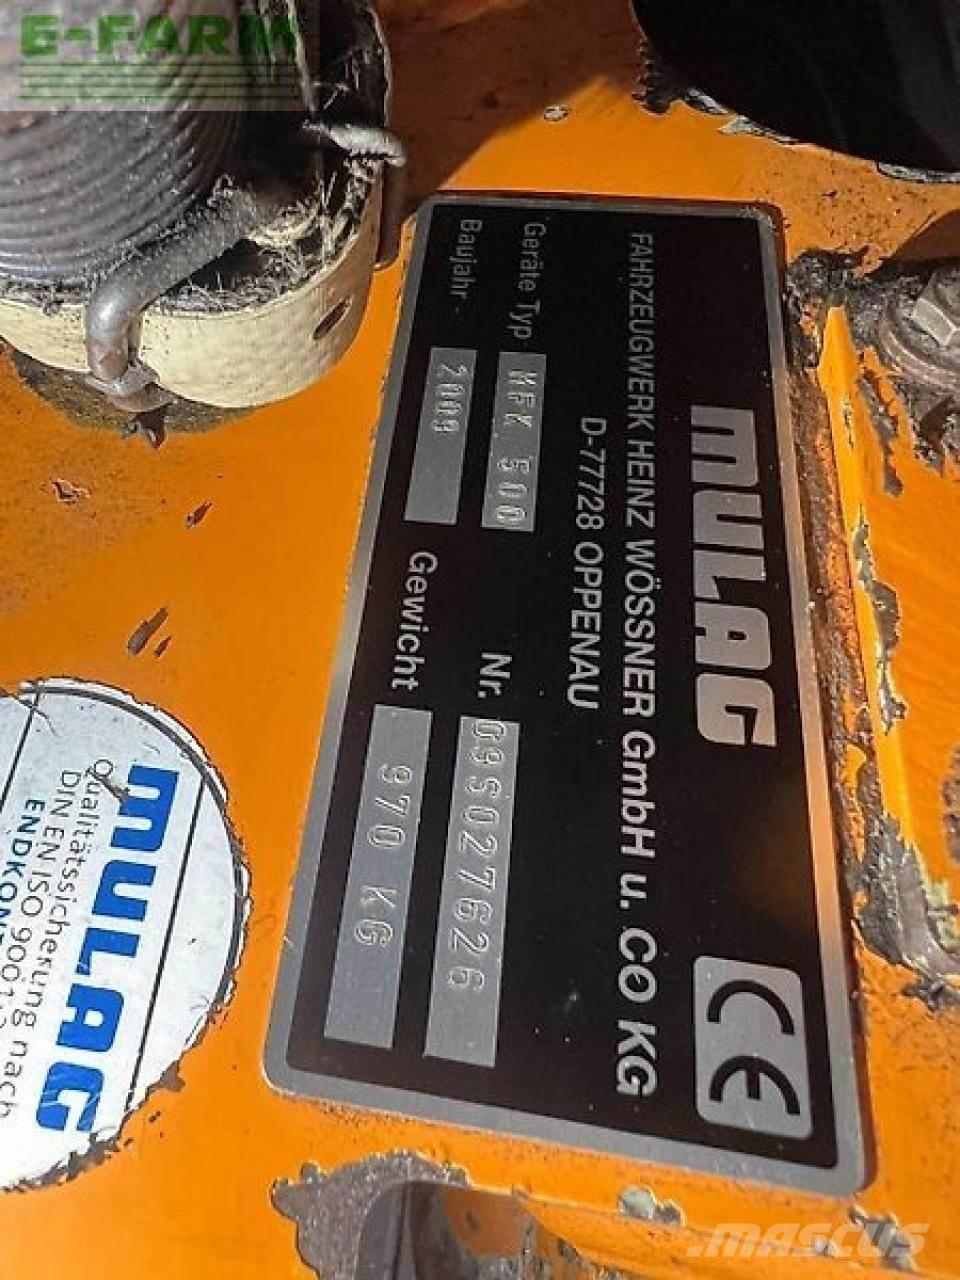 E-FARM
MULAG
FAHRZEUGWERK HEINZ WÖSSNER GmbH u. CO KG
D-77728 OPPENAU
Geräte Typ MFK 500 Nr. 09S027626
Baujahr 2009 Gewicht 970 KG
CE
MULAG
Qualitätssicherung nach
DIN EN ISO 9001
MASCUS